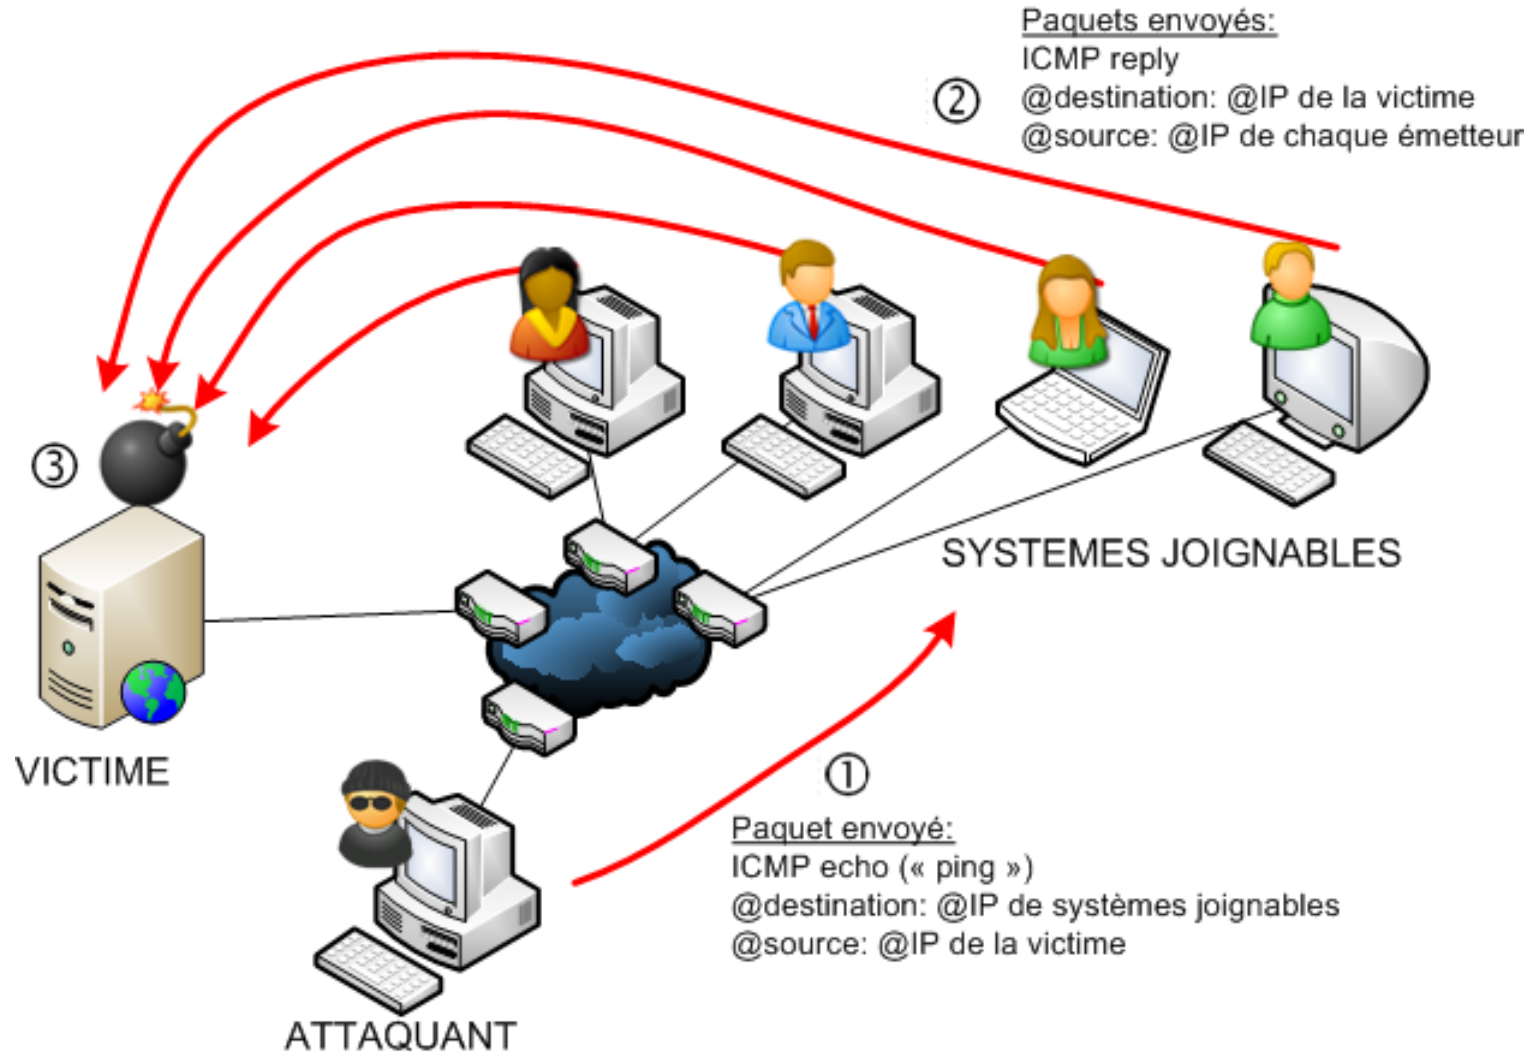 Paquets envoyés:
ICMP reply
@destination: @IP de la victime
@source: @IP de chaque émetteur
②
③
SYSTEMES JOIGNABLES
VICTIME
①
Paquet envoyé:
ICMP echo (« ping »)
@destination: @IP de systèmes joignables
@source: @IP de la victime
ATTAQUANT